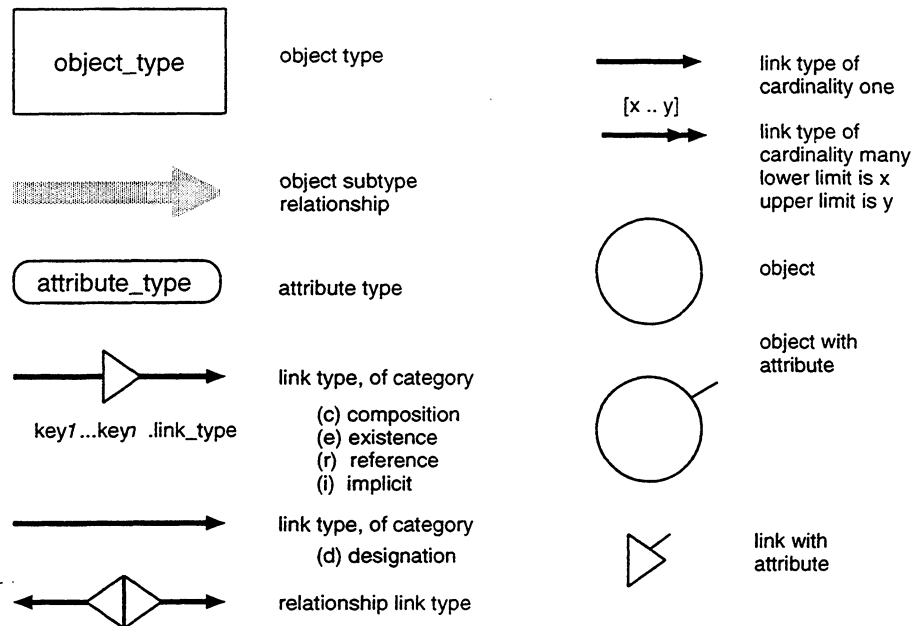 object_type
object type
object subtype
relationship
attribute_type
attribute type
link type, of category
key1...keyn .link_type
(c) composition
(e) existence
(r) reference
(i) implicit
link type, of category
(d) designation
relationship link type
link type of
cardinality one
[x .. y]
link type of
cardinality many
lower limit is x
upper limit is y
object
object with
attribute
link with
attribute